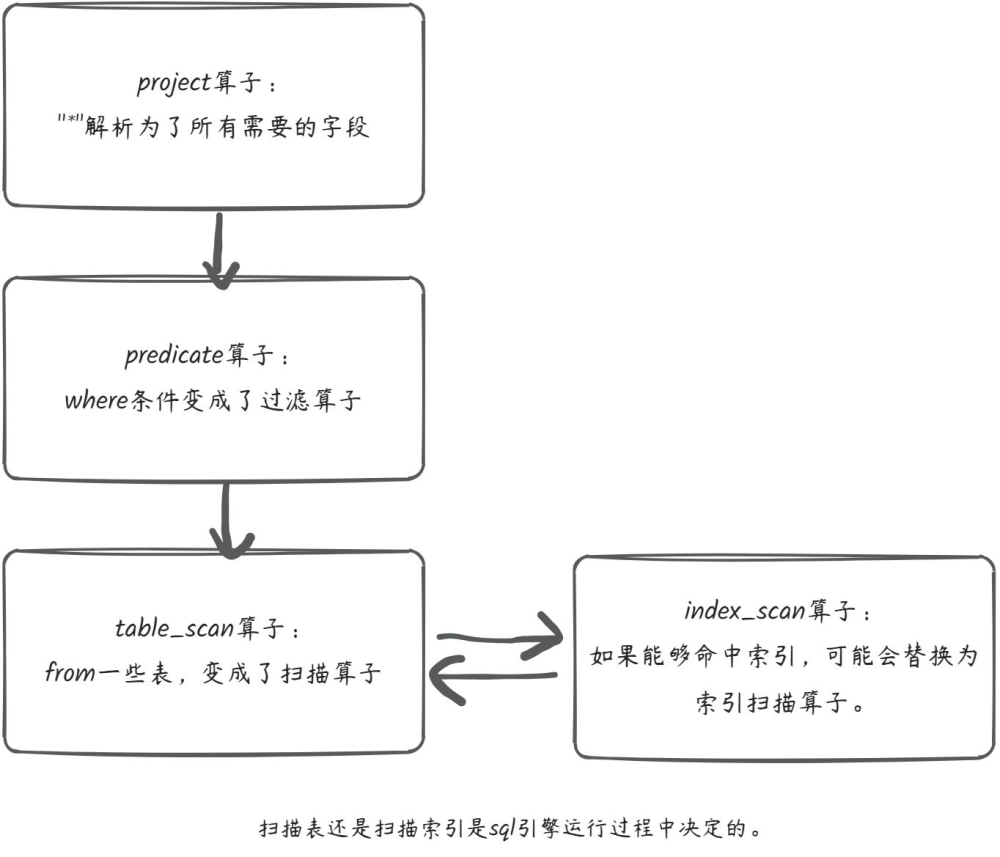 project算子：
"*"解析为了所有需要的字段
predicate算子：
where条件变成了过滤算子
table_scan算子：
from一些表，变成了扫描算子
index_scan算子：
如果能够命中索引，可能会替换为
索引扫描算子。
扫描表还是扫描索引是sql引擎运行过程中决定的。